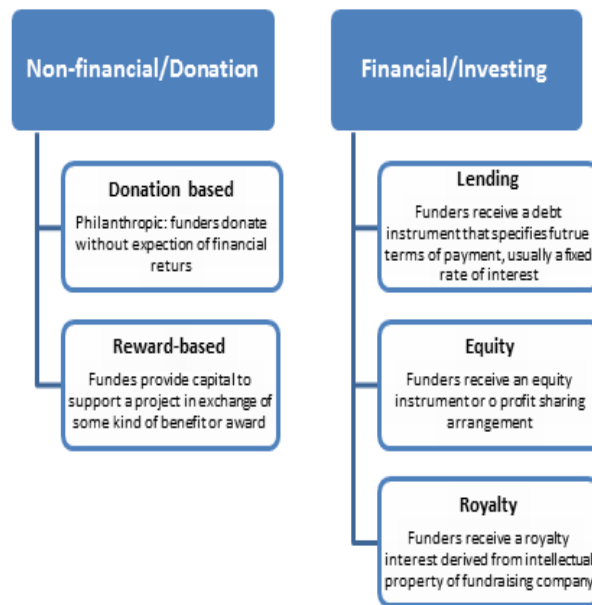 Non-financial/Donation
Donation based
Philanthropic: funders donate
without expection of financial
returs
Reward-based
Fundes provide capital to
support a project in exchange of
some kind of benefit or award
Financial/Investing
Lending
Funders receive a debt
instrument that specifies futrue
terms of payment, usually a fixed
rate of interest
Equity
Funders receive an equity
instrument or o profit sharing
arrangement
Royalty
Funders receive a royalty
interest derived from intellectual
property of fundraising company